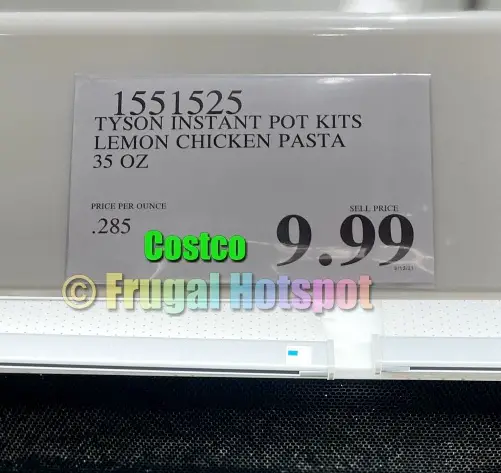 1551525
TYSON INSTANT POT KITS
LEMON CHICKEN PASTA
35 OZ
PRICE PER OUNCE
.285
SELL PRICE
9.99
Costco
© Frugal Hotspot